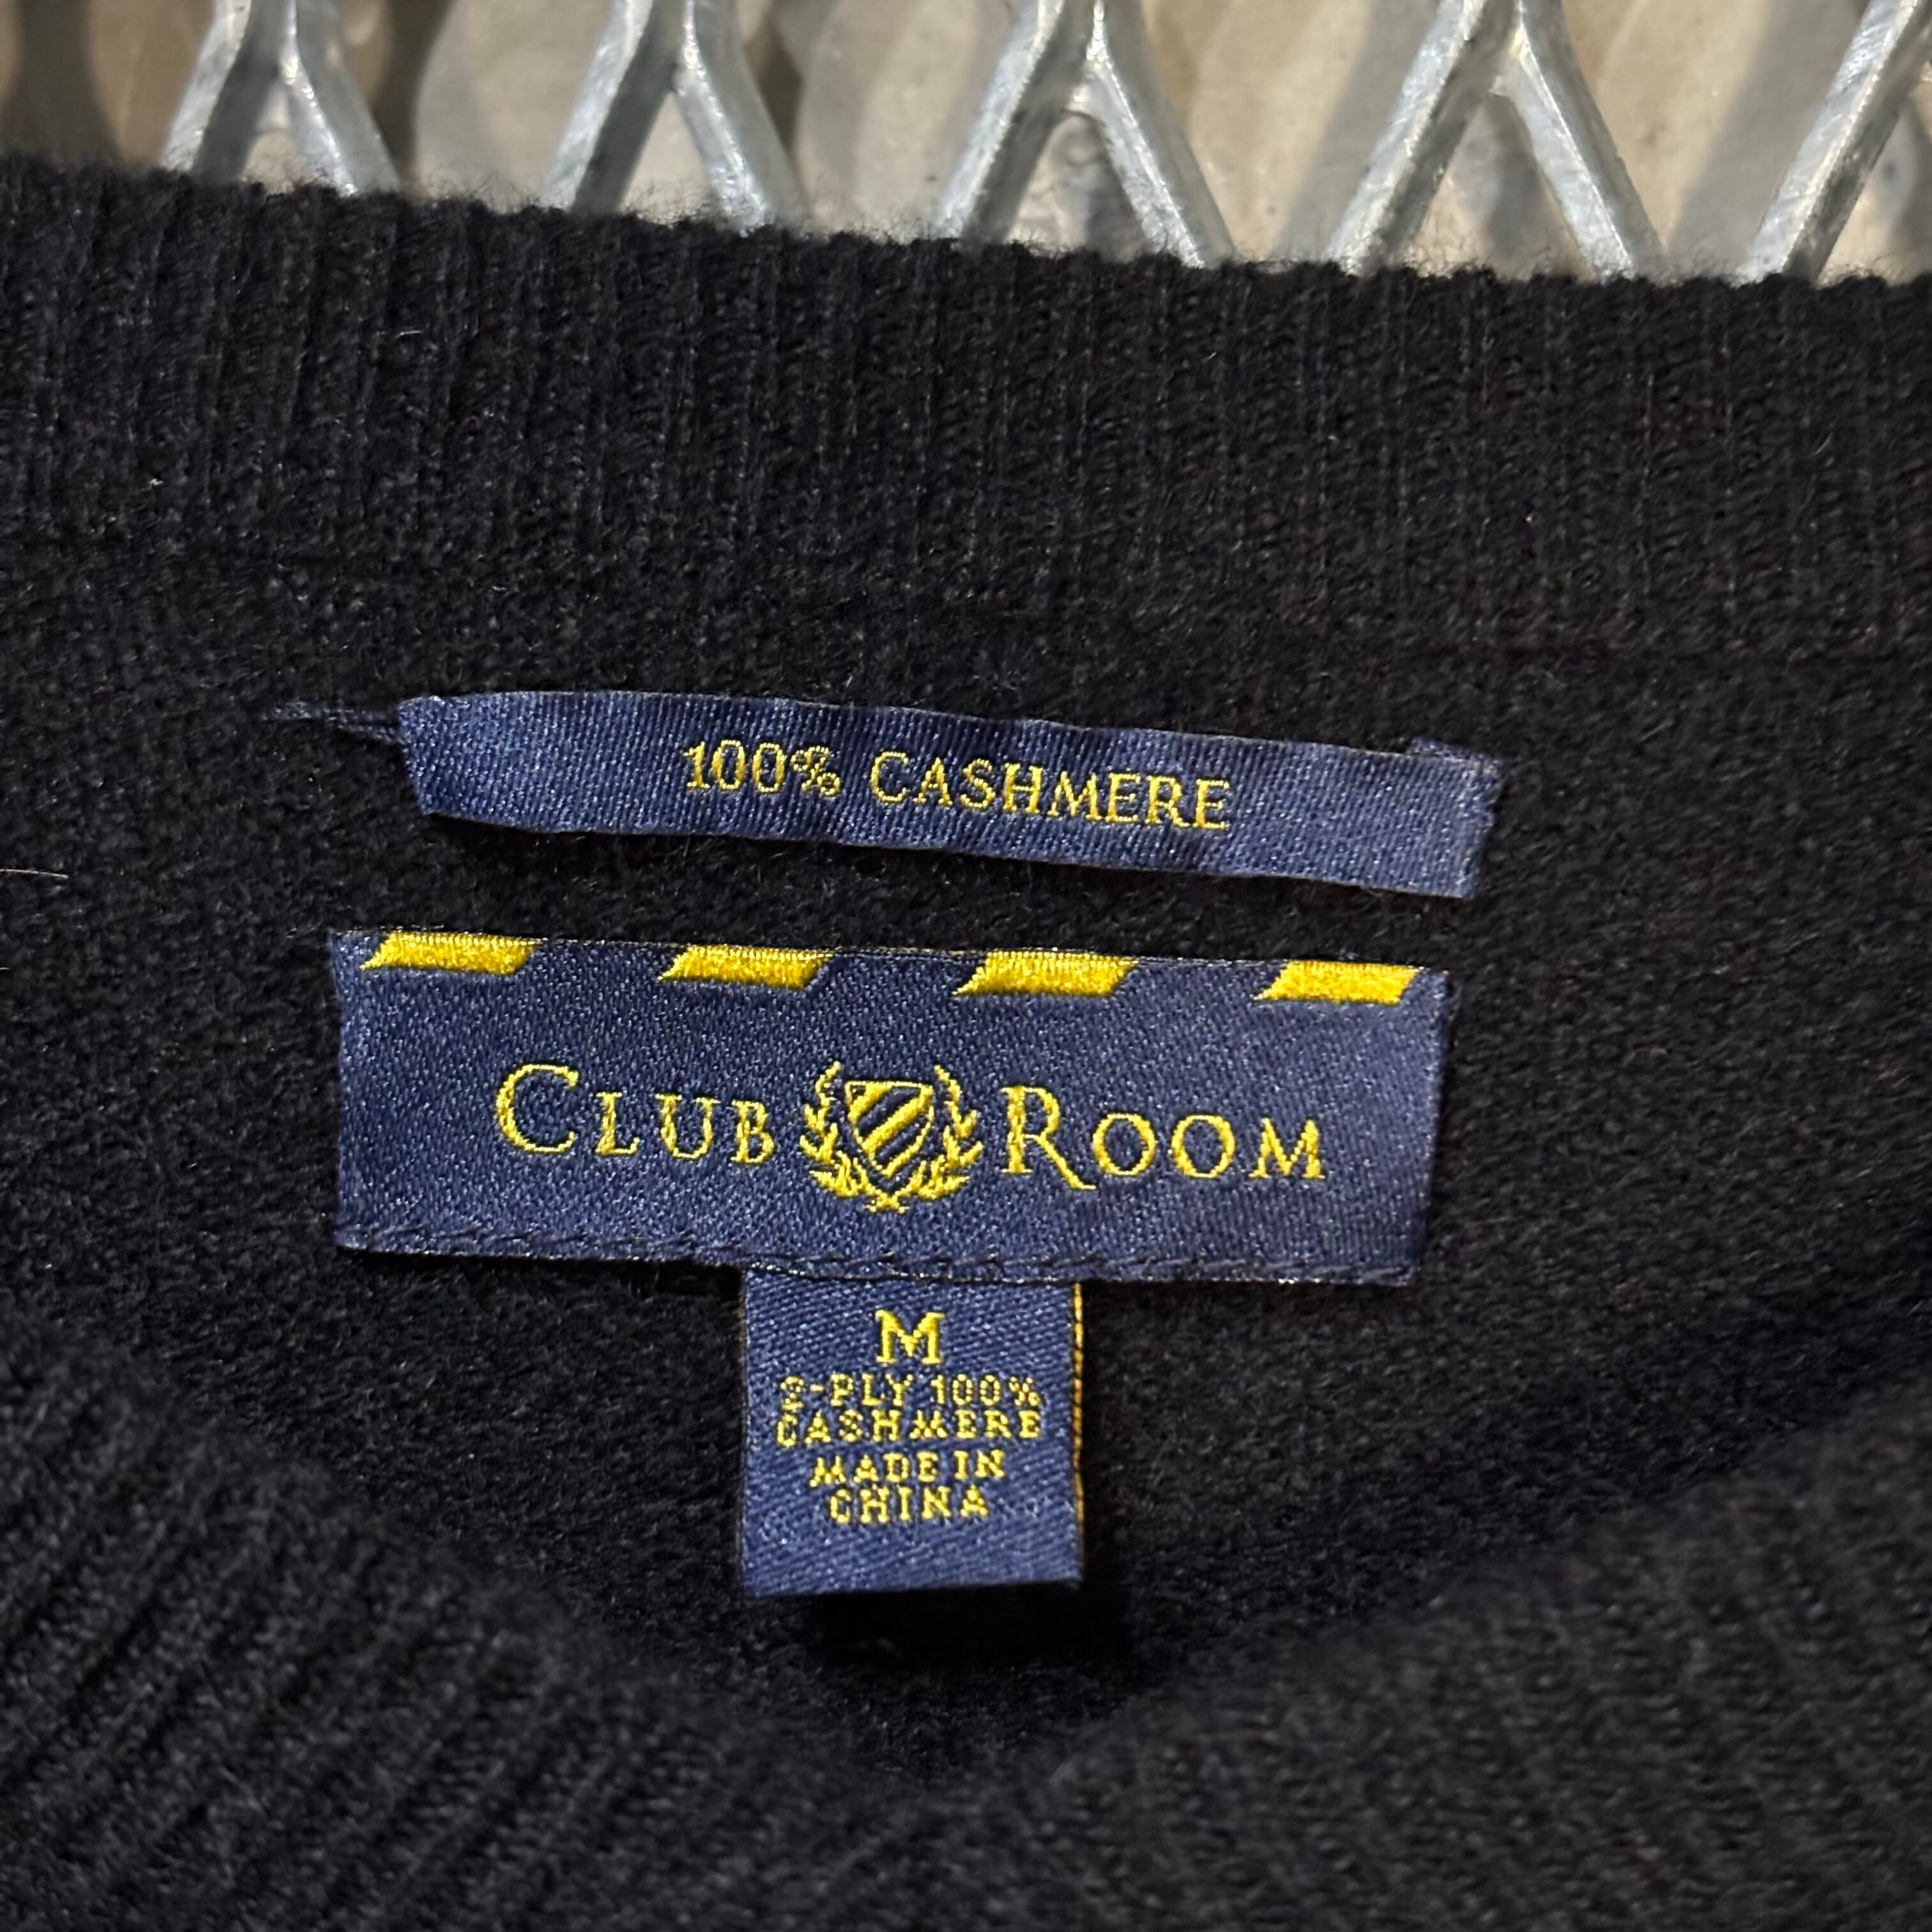 100% CASHMERE
CLUB ROOM
M
2-PLY 100%
CASHMERE
MADE IN
CHINA